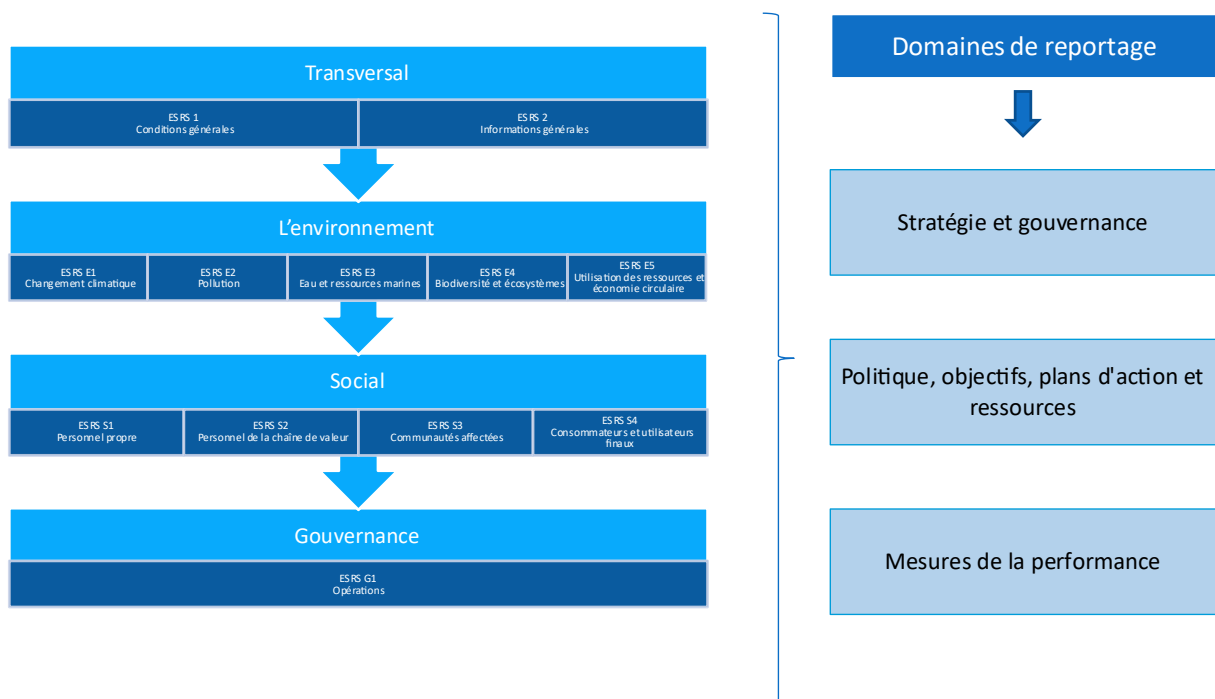 Transversal
ESRS 1
Conditions générales
ESRS 2
Informations générales
L'environnement
ESRS E1
Changement climatique
ESRS E2
Pollution
ESRS E3
Eau et ressources marines
ESRS E4
Biodiversité et écosystèmes
ESRS E5
Utilisation des ressources et
économie circulaire
Social
ESRS S1
Personnel propre
ESRS S2
Personnel de la chaîne de valeur
ESRS S3
Communautés affectées
ESRS S4
Consommateurs et utilisateurs
finaux
Gouvernance
ESRS G1
Opérations
Domaines de reportage
Stratégie et gouvernance
Politique, objectifs, plans d'action et
ressources
Mesures de la performance